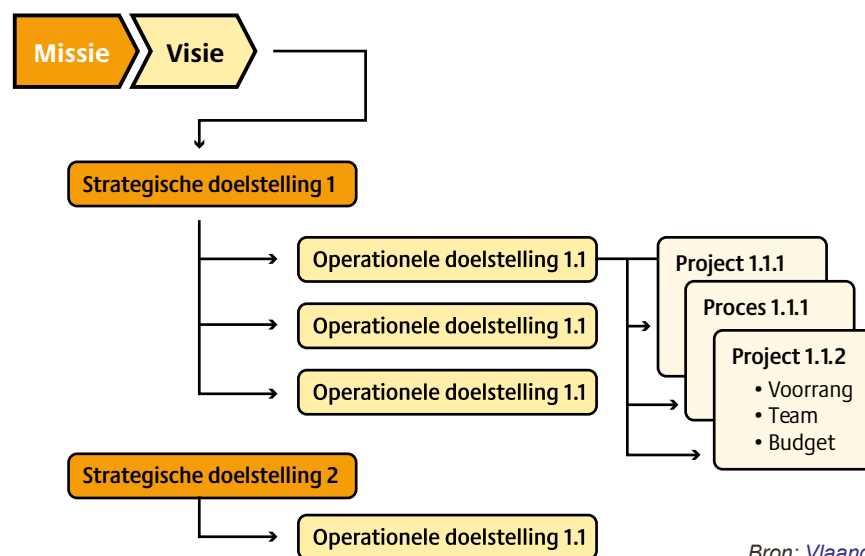 Missie
Visie
Strategische doelstelling 1
Operationele doelstelling 1.1
Operationele doelstelling 1.1
Operationele doelstelling 1.1
Project 1.1.1
Proces 1.1.1
Project 1.1.2
• Voorrang
• Team
• Budget
Strategische doelstelling 2
Operationele doelstelling 1.1
Bron: